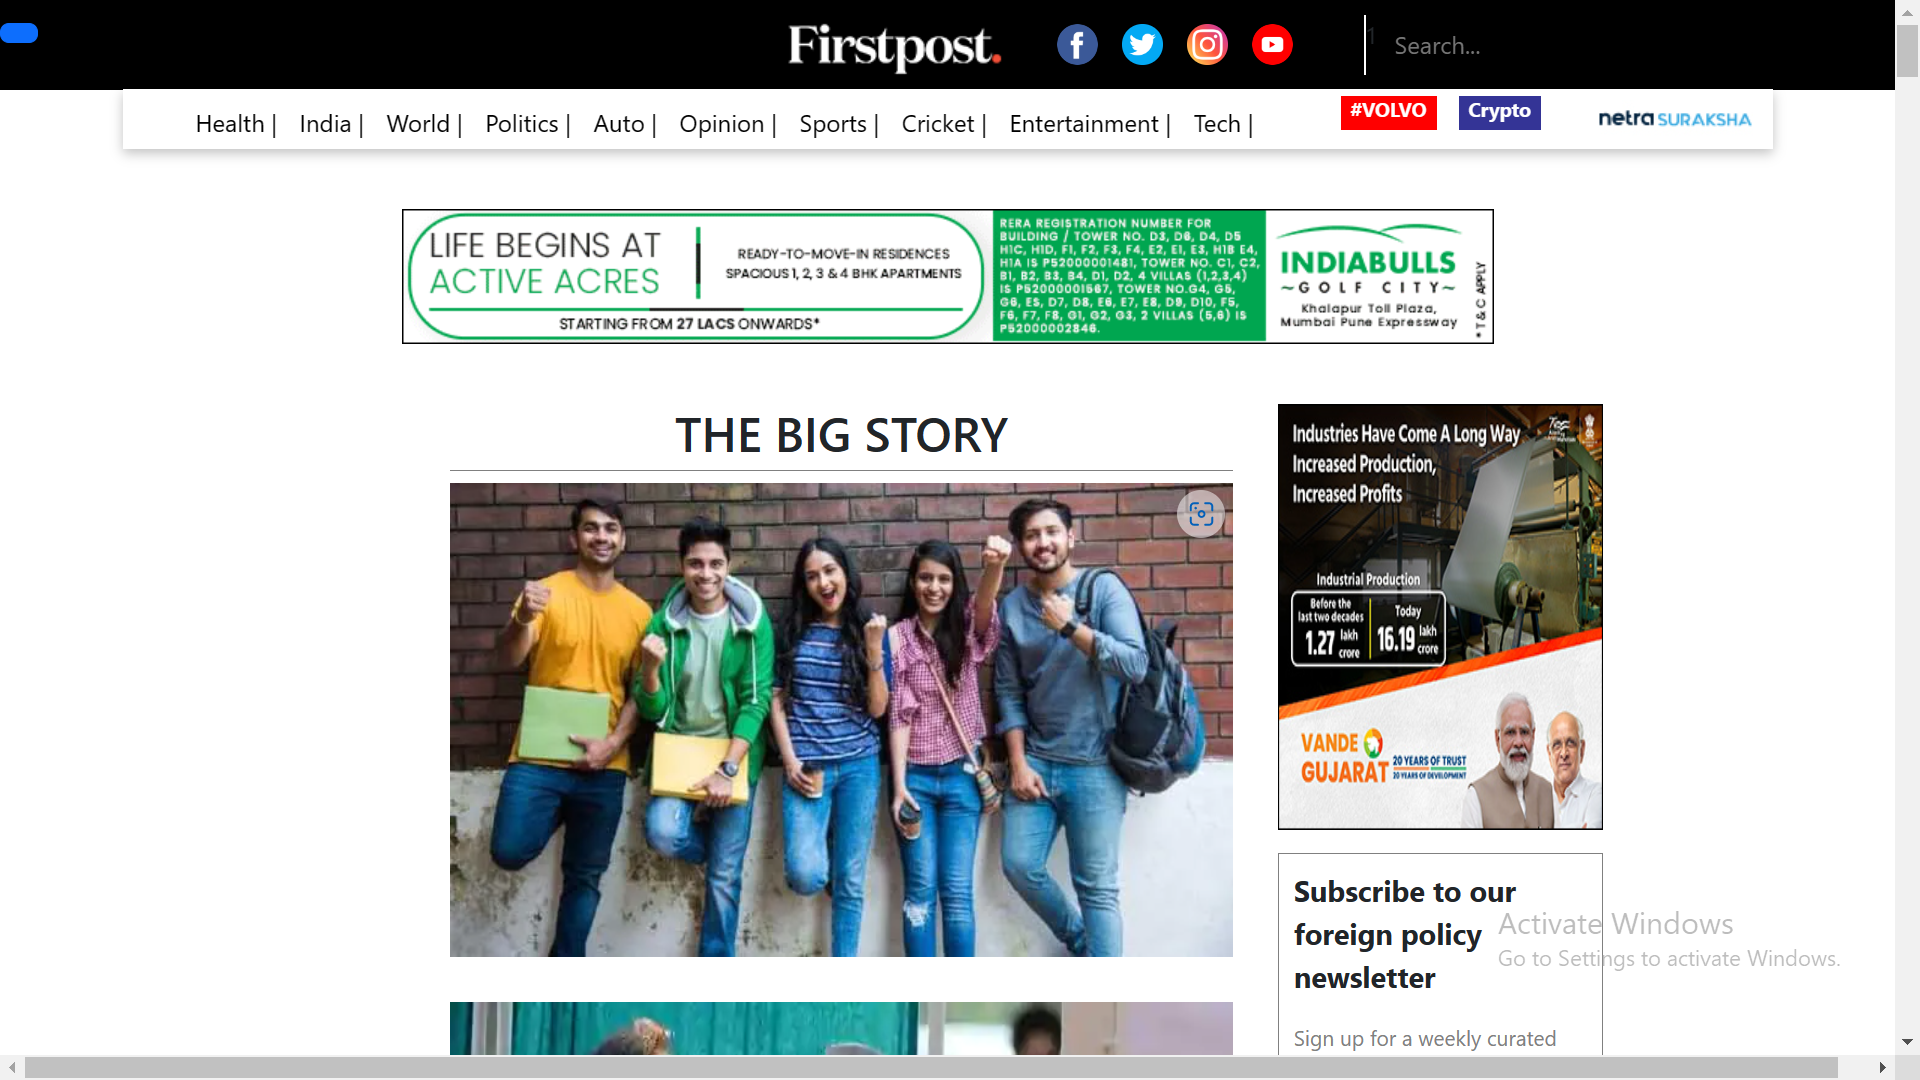 Firstpost.
1
Search...
Health |
India |
World |
Politics |
Auto |
Opinion |
Sports |
Cricket |
Entertainment |
Tech |
#VOLVO
Crypto
netra SURAKSHA
LIFE BEGINS AT
ACTIVE ACRES
READY-TO-MOVE-IN RESIDENCES
SPACIOUS 1, 2, 3 & 4 BHK APARTMENTS
STARTING FROM 27 LACS ONWARDS*
RERA REGISTRATION NUMBER FOR
BUILDING / TOWER NO. D3, D6, D4, D5
H1C, H1D, F1, F2, F3, F4, E2, E1, E3, H1B E4,
H1A IS P52000001481, TOWER NO. C1, C2,
B1, B2, B3, B4, D1, D2, 4 VILLAS (1,2,3,4)
IS P52000001567, TOWER NO.G4, G5,
G6, E5, D7, D8, E6, E7, E8, D9, D10, F5,
F6, F7, F8, G1, G2, G3, 2 VILLAS (5,6) IS
P52000002846.
INDIABULLS
~GOLF CITY~
Khalapur Toll Plaza,
Mumbai Pune Expressway
*T & C APPLY
THE BIG STORY
Industries Have Come A Long Way
Increased Production,
Increased Profits
Industrial Production
Before the
last two decades
1.27 lakh
crore
Today
16.19 lakh
crore
VANDE
GUJARAT
20 YEARS OF TRUST
20 YEARS OF DEVELOPMENT
Subscribe to our
foreign policy
newsletter
Sign up for a weekly curated
Activate Windows
Go to Settings to activate Windows.